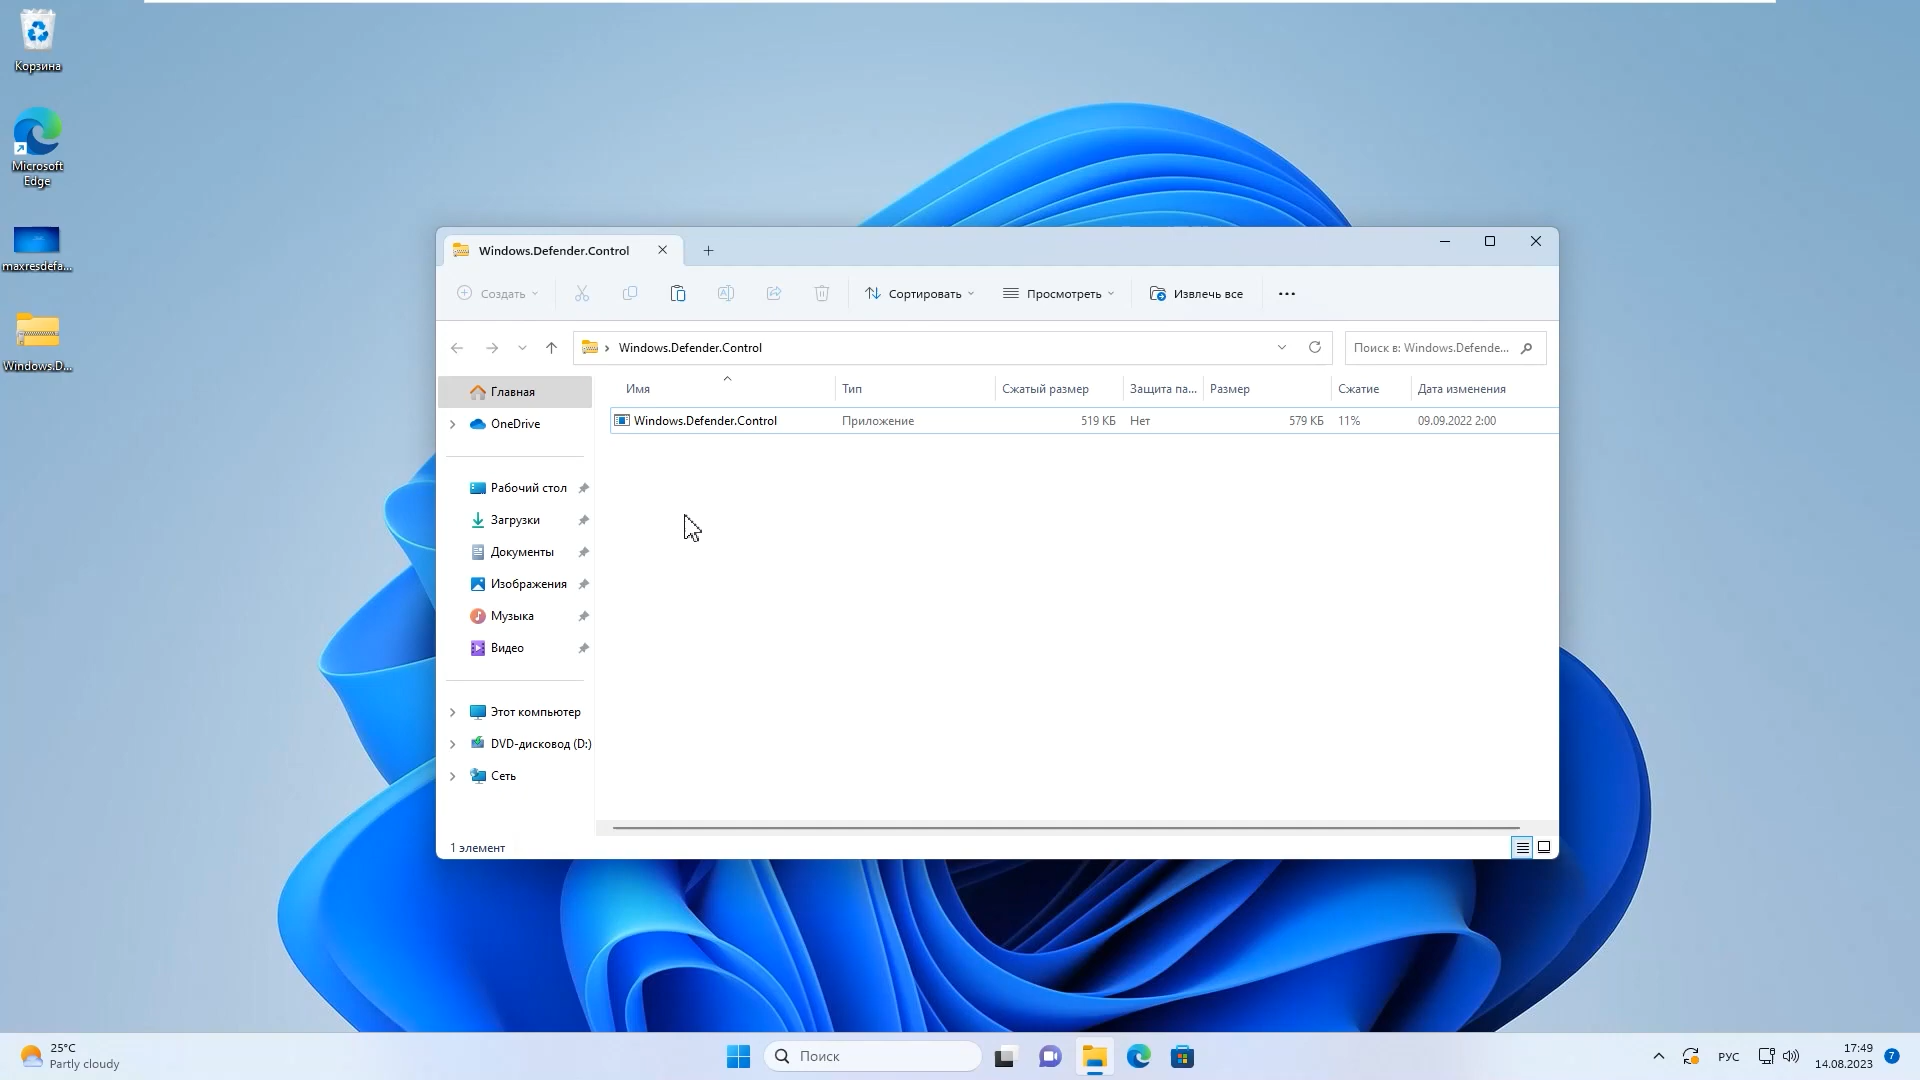 Корзина
Microsoft
Edge
maxresdefa...
Windows.D...
Windows.Defender.Control
Создать
Сортировать
Просмотреть
Извлечь все
Windows.Defender.Control
Поиск в: Windows.Defende...
Имя Тип Сжатый размер Защита па... Размер Сжатие Дата изменения
Windows.Defender.Control Приложение 519 КБ Нет 579 КБ 11% 09.09.2022 2:00
Главная
OneDrive
Рабочий стол
Загрузки
Документы
Изображения
Музыка
Видео
Этот компьютер
DVD-дисковод (D:)
Сеть
1 элемент
25°C
Partly cloudy
Поиск
РУС
17:49
14.08.2023
7